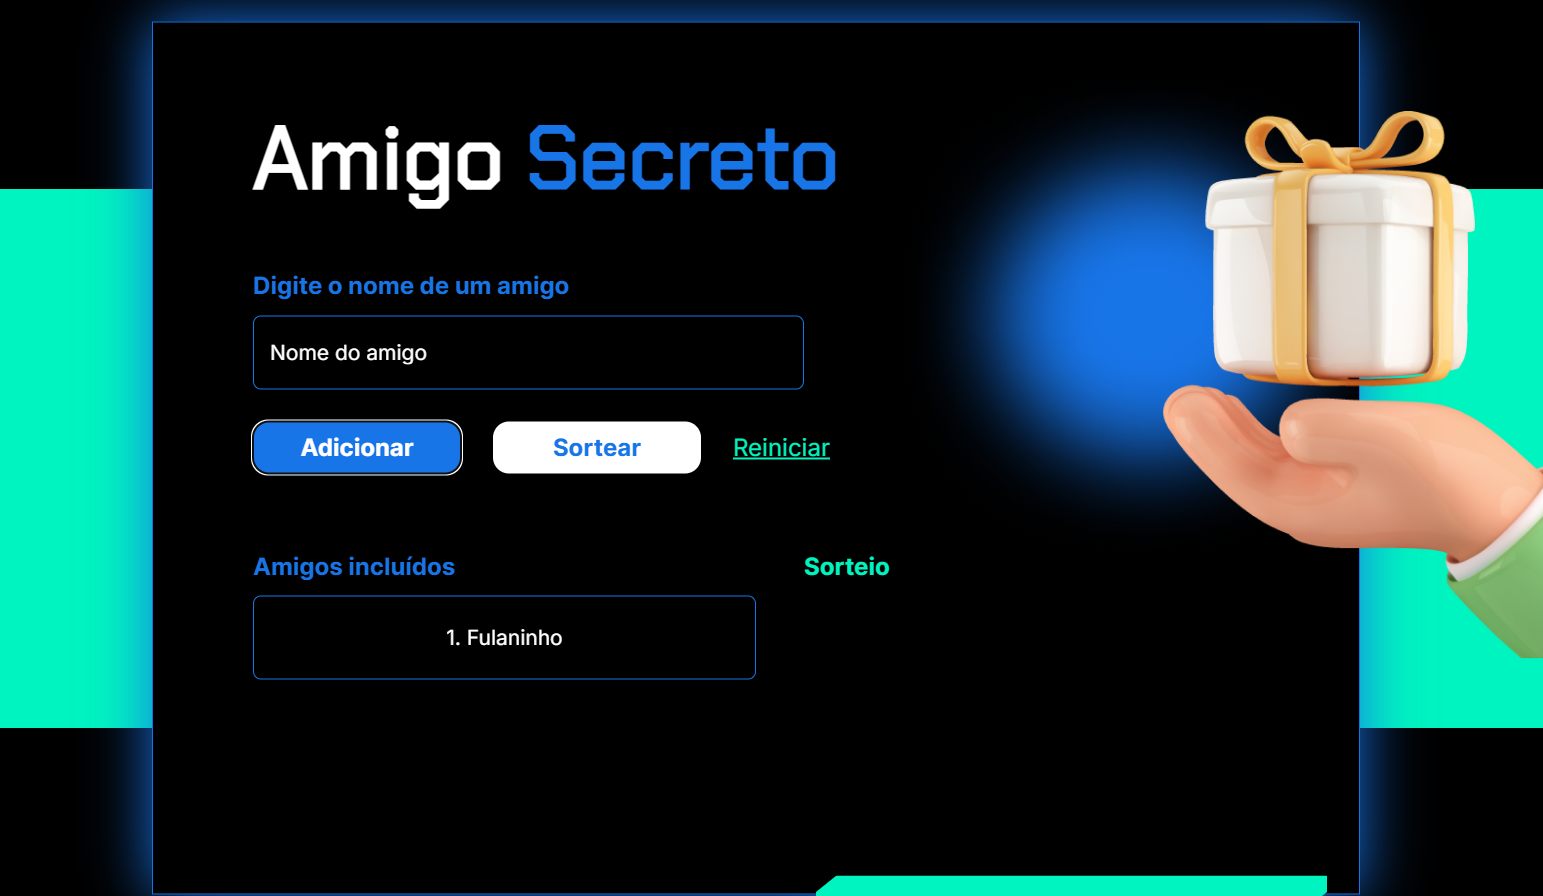 Amigo Secreto
Digite o nome de um amigo
Nome do amigo
Adicionar
Sortear
Reiniciar
Amigos incluídos
Sorteio
1. Fulaninho